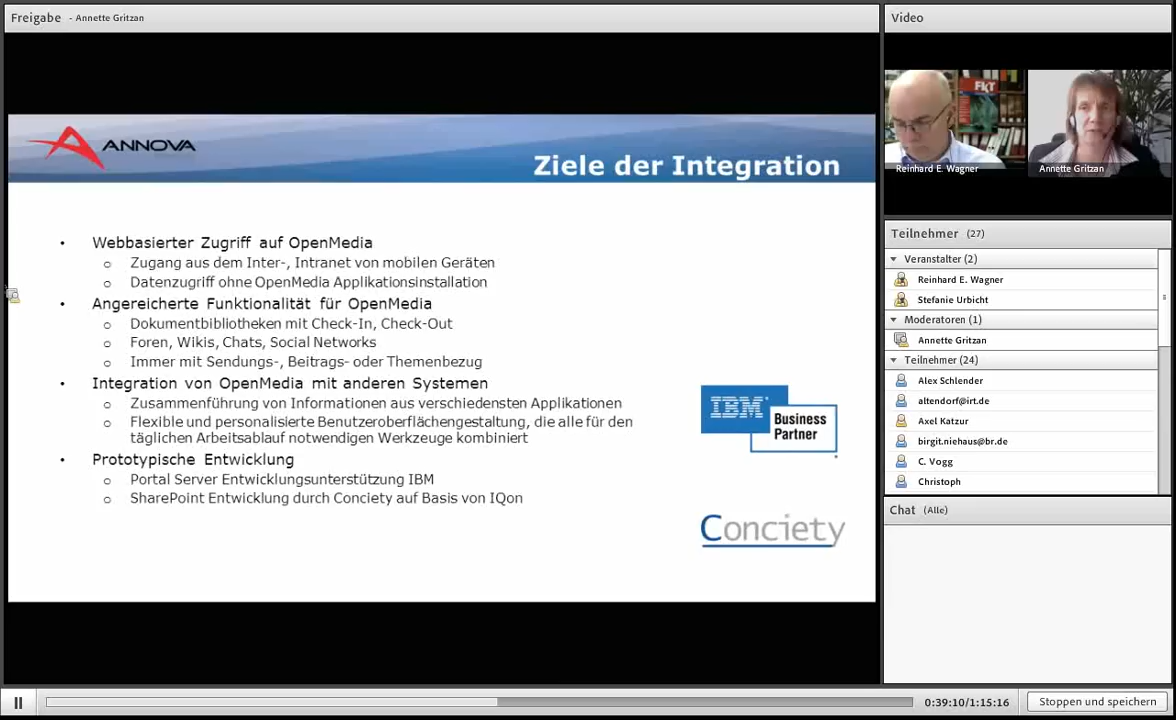 Freigabe - Annette Gritzan
ANNOVA
Ziele der Integration
• Webbasierter Zugriff auf OpenMedia
o Zugang aus dem Inter-, Intranet von mobilen Geräten
o Datenzugriff ohne OpenMedia Applikationsinstallation
• Angereicherte Funktionalität für OpenMedia
o Dokumentbibliotheken mit Check-In, Check-Out
o Foren, Wikis, Chats, Social Networks
o Immer mit Sendungs-, Beitrags- oder Themenbezug
• Integration von OpenMedia mit anderen Systemen
o Zusammenführung von Informationen aus verschiedensten Applikationen
o Flexible und personalisierte Benutzeroberflächengestaltung, die alle für den
täglichen Arbeitsablauf notwendigen Werkzeuge kombiniert
• Prototypische Entwicklung
o Portal Server Entwicklungsunterstützung IBM
o SharePoint Entwicklung durch Conciety auf Basis von IQon
IBM
Business
Partner
Conciety
Video
FKT
Reinhard E. Wagner
Annette Gritzan
Teilnehmer (27)
Veranstalter (2)
Reinhard E. Wagner
Stefanie Urbicht
Moderatoren (1)
Annette Gritzan
Teilnehmer (24)
Alex Schlender
altendorf@irt.de
Axel Katzur
birgit.niehaus@br.de
C. Vogg
Christoph
Chat (Alle)
0:39:10/1:15:16
Stoppen und speichern